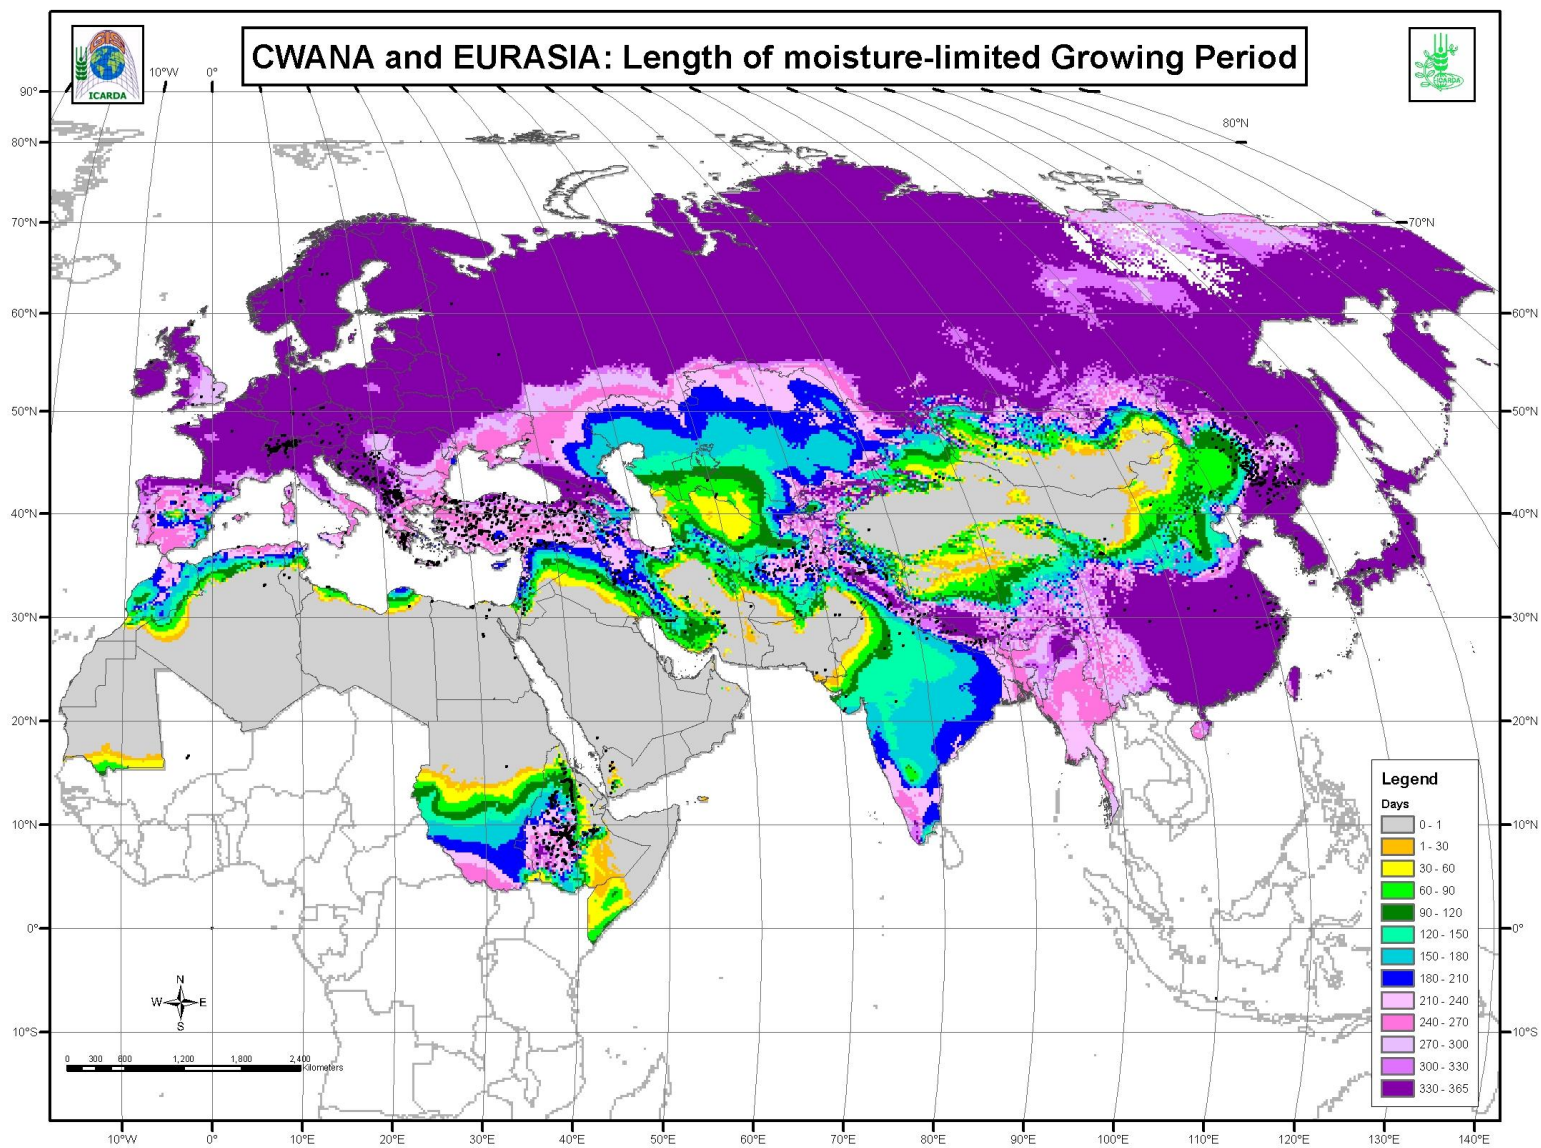 CWANA and EURASIA: Length of moisture-limited Growing Period
GIS
ICARDA
ICARDA
10°W
0°
90°
80°
80°N
70°N
70°N
60°N
60°N
50°N
50°N
40°N
40°N
30°N
30°N
20°N
20°N
10°N
10°N
0°
0°
10°S
10°S
Legend
Days
0 - 1
1 - 30
30 - 60
60 - 90
90 - 120
120 - 150
150 - 180
180 - 210
210 - 240
240 - 270
270 - 300
300 - 330
330 - 365
N
W
E
S
0 300 600 1,200 1,800 2,400
Kilometers
10°W 0° 10°E 20°E 30°E 40°E 50°E 60°E 70°E 80°E 90°E 100°E 110°E 120°E 130°E 140°E